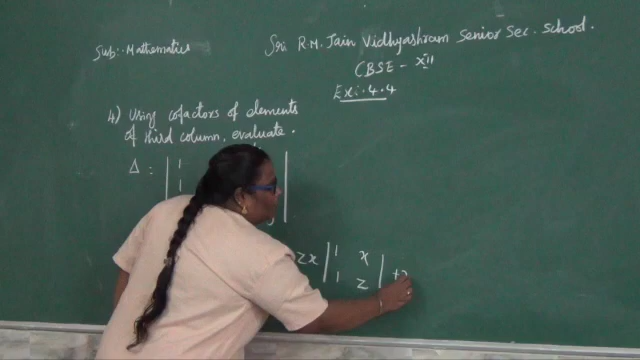 Sub:- Mathematics
Sri R.M. Jain Vidhyashram Senior Sec. School.
CBSE - XII
Ex:. 4.4
4) Using cofactors of elements
of third column, evaluate.
Δ = | 1 |
1
zx | 1 x | +
1 z